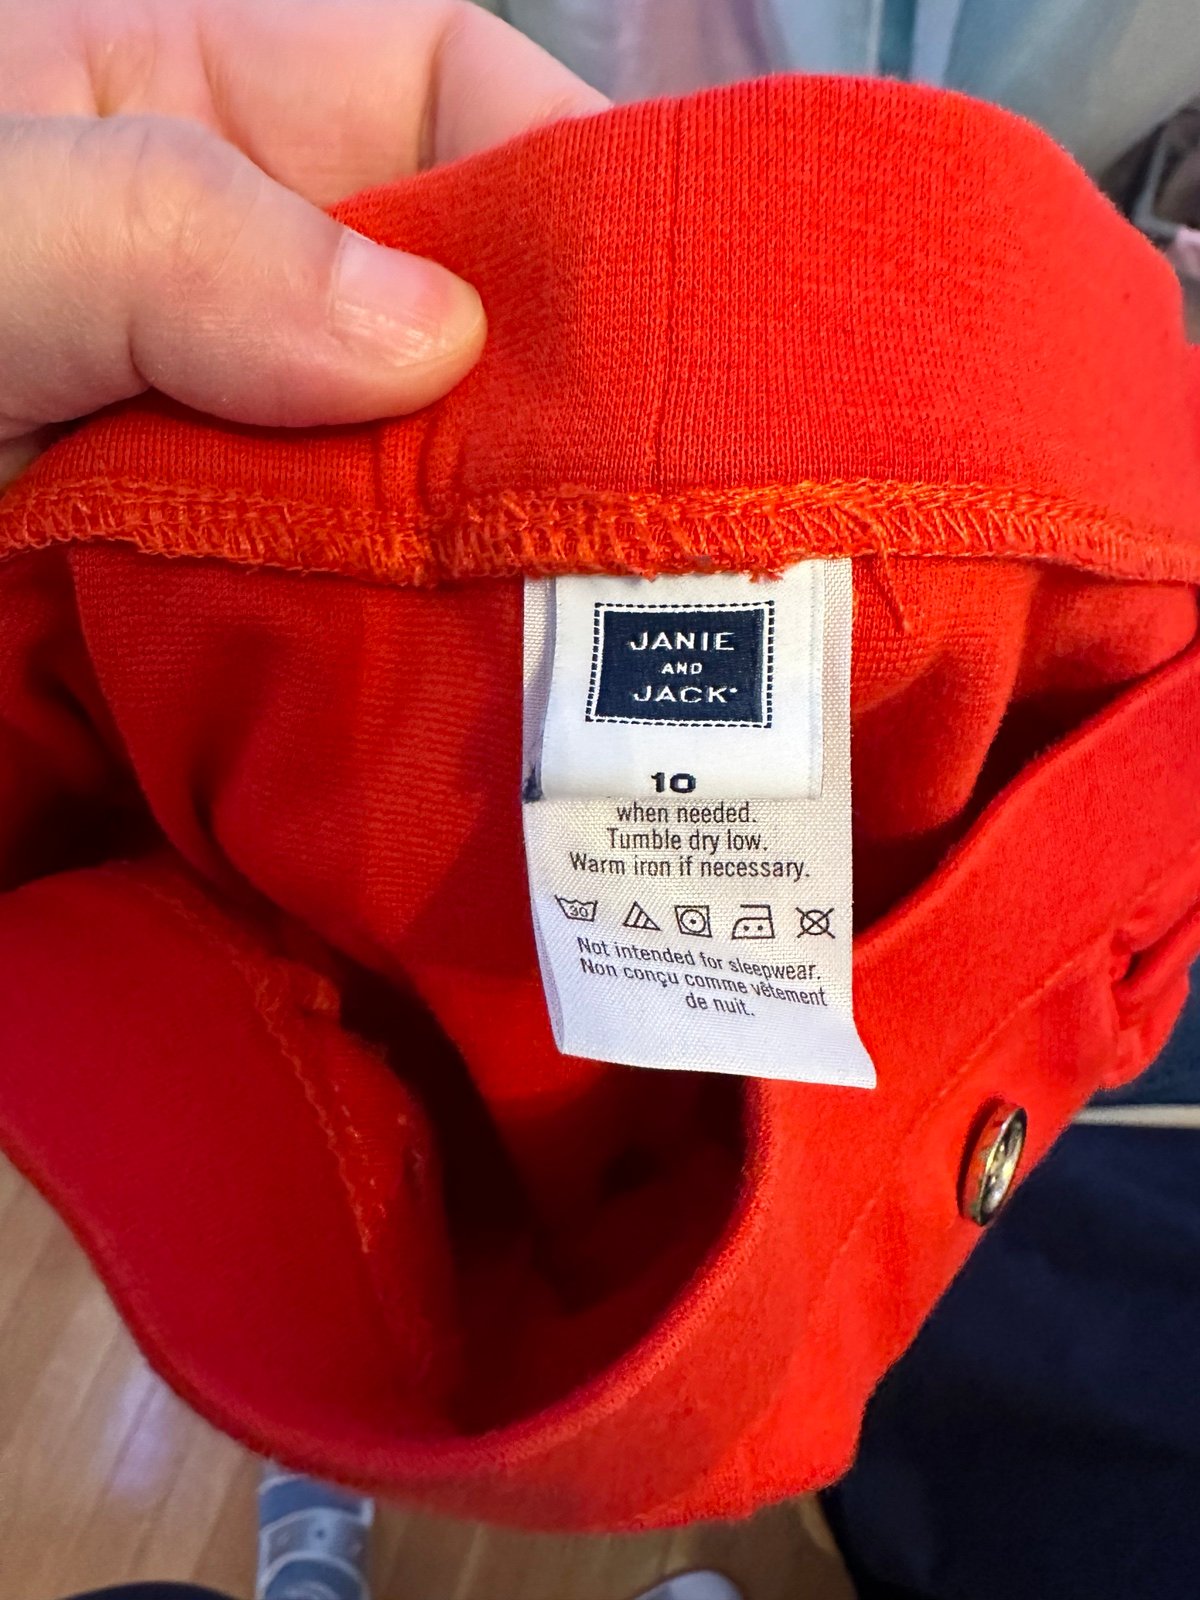 JANIE
AND
JACK
10
when needed.
Tumble dry low.
Warm iron if necessary.
30
Not intended for sleepwear.
Non conçu comme vêtement
de nuit.